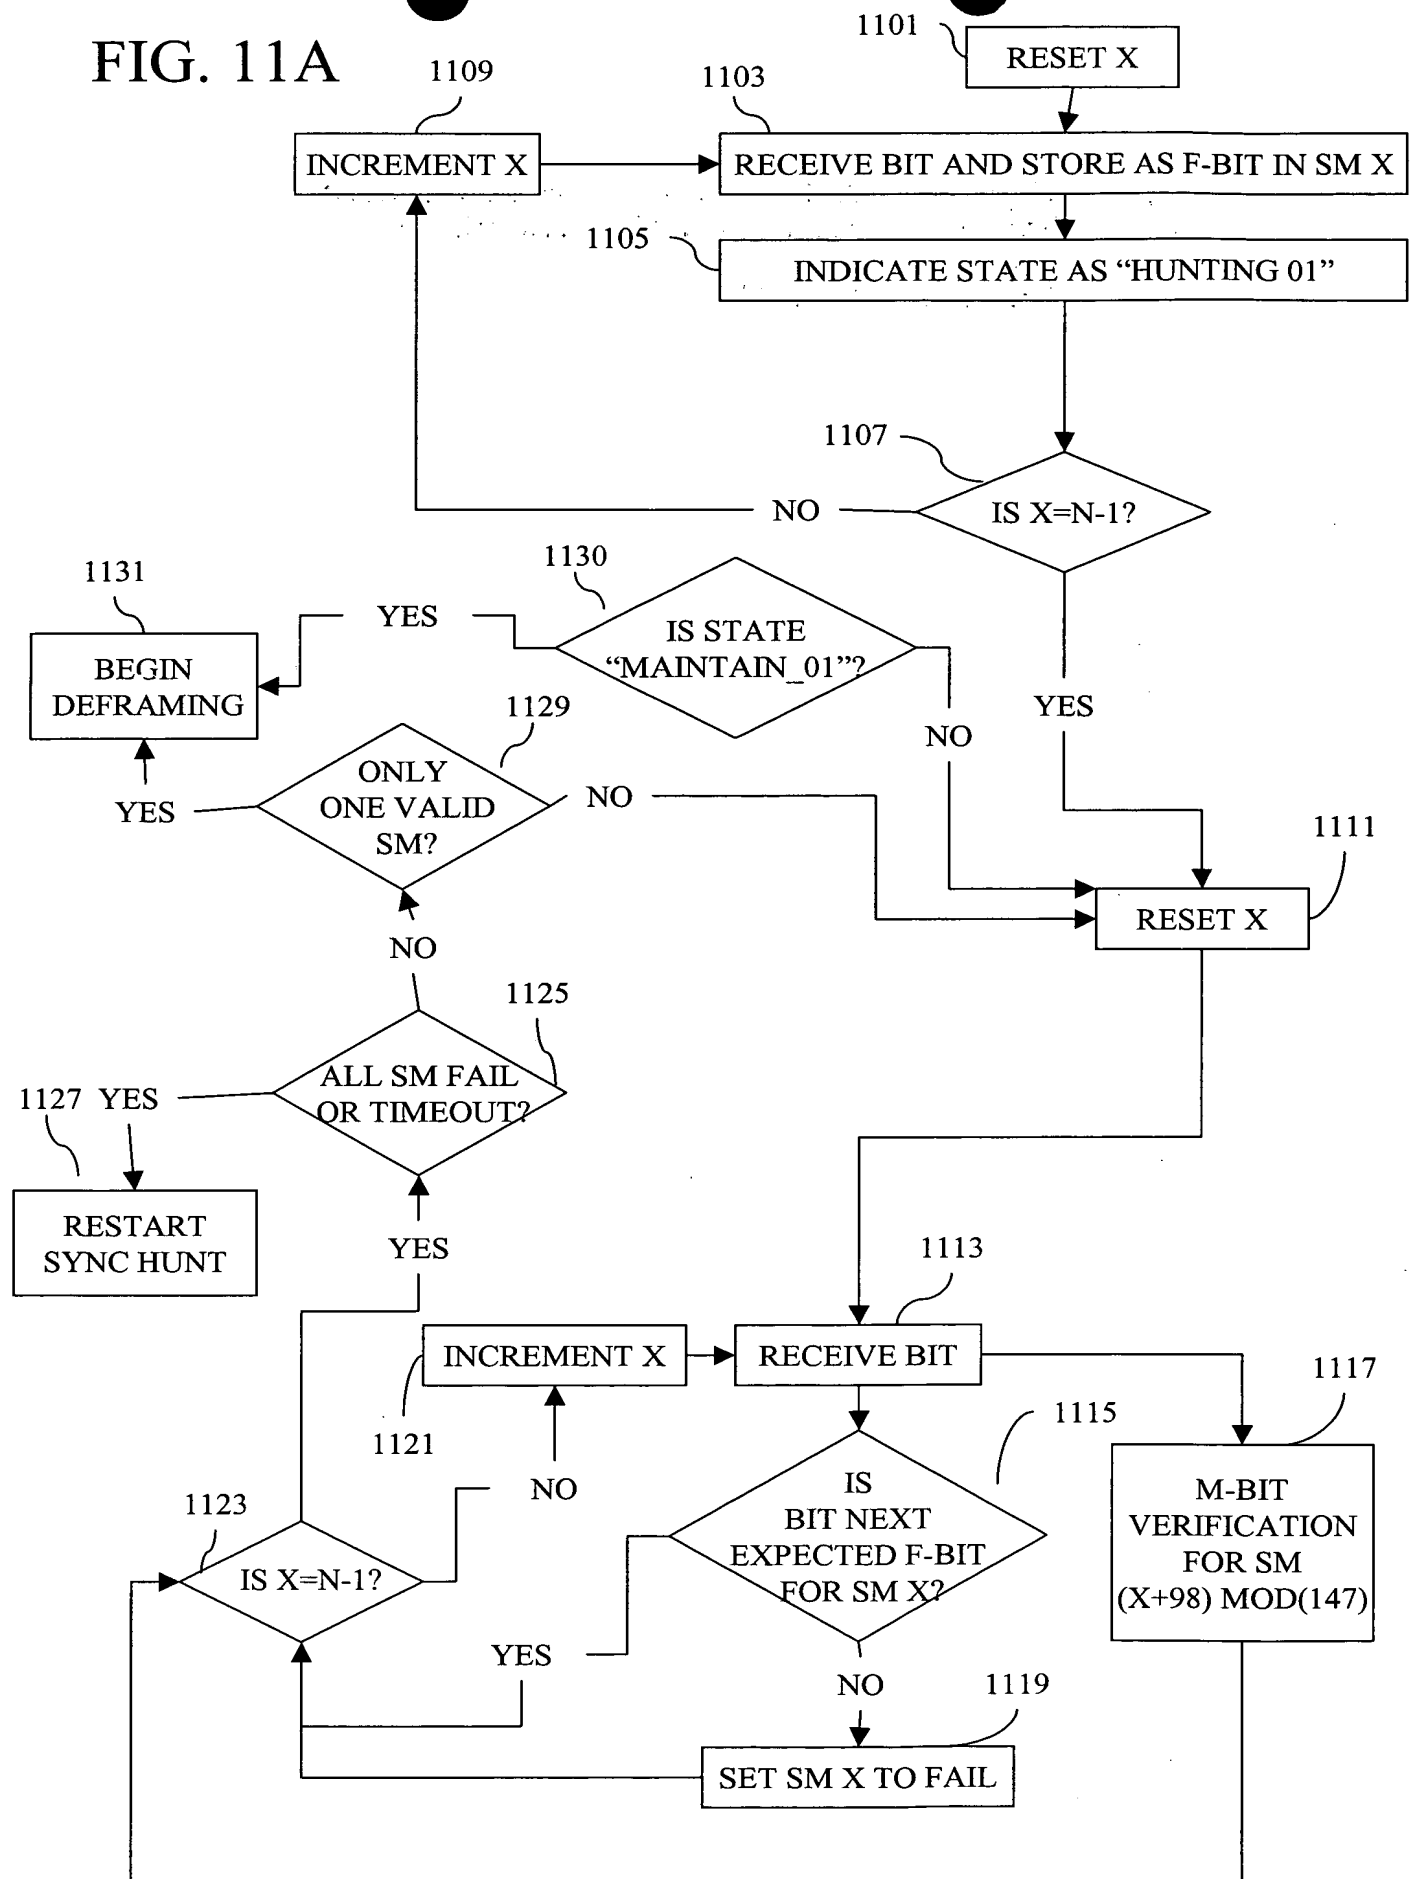 FIG. 11A
1101
RESET X
1109
1103
INCREMENT X
RECEIVE BIT AND STORE AS F-BIT IN SM X
1105
INDICATE STATE AS “HUNTING 01”
1107
IS X=N-1?
NO
1130
1131
YES
IS STATE
“MAINTAIN_01”?
BEGIN
DEFRAMING
1129
YES
NO
ONLY
ONE VALID
SM?
YES
NO
1111
RESET X
NO
1125
ALL SM FAIL
OR TIMEOUT?
1127
YES
RESTART
SYNC HUNT
YES
1113
INCREMENT X
RECEIVE BIT
1117
1121
1115
NO
IS
BIT NEXT
EXPECTED F-BIT
FOR SM X?
M-BIT
VERIFICATION
FOR SM
(X+98) MOD(147)
1123
IS X=N-1?
YES
NO
1119
SET SM X TO FAIL